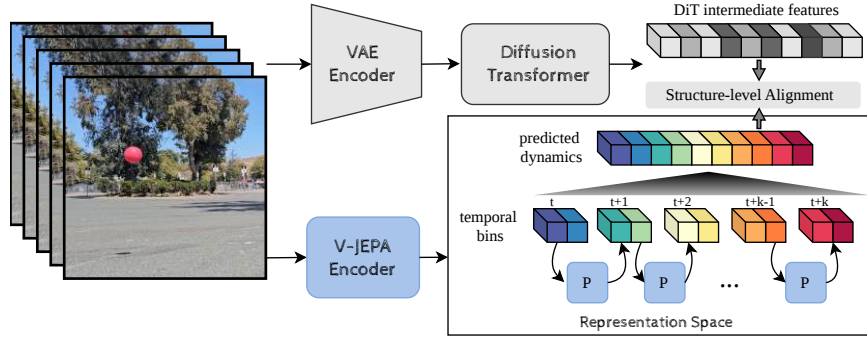 DiT intermediate features
VAE
Encoder
Diffusion
Transformer
Structure-level Alignment
predicted
dynamics
t
t+1
t+2
t+k-1
t+k
temporal
bins
V-JEPA
Encoder
P
P
...
P
Representation Space